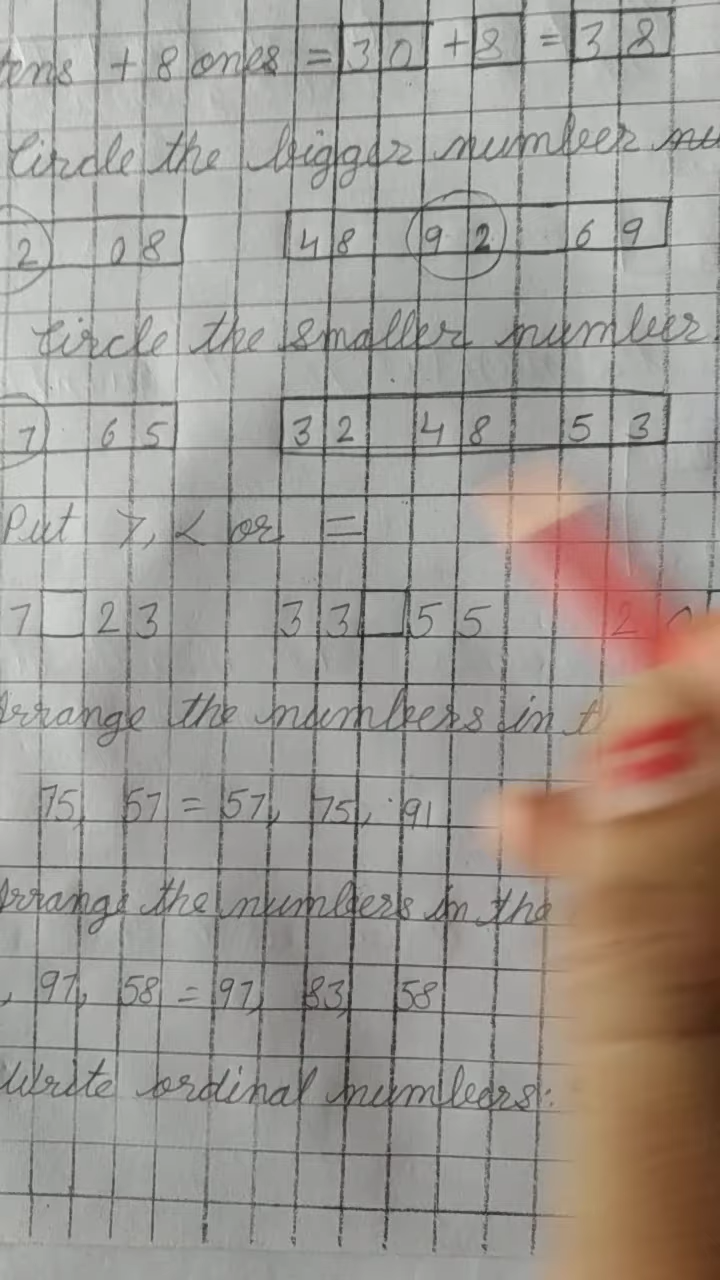 tens + 8 ones = 30 + 8 = 38
Circle the bigger number
2 08 48 92 69
Circle the smaller number
7 65 32 48 53
Put >, < or =
7 23 33 55 2
Arrange the numbers in
75, 57 = 57, 75, 91
Arrange the numbers in the
, 97, 58 = 97, 83, 58
Write ordinal numbers: